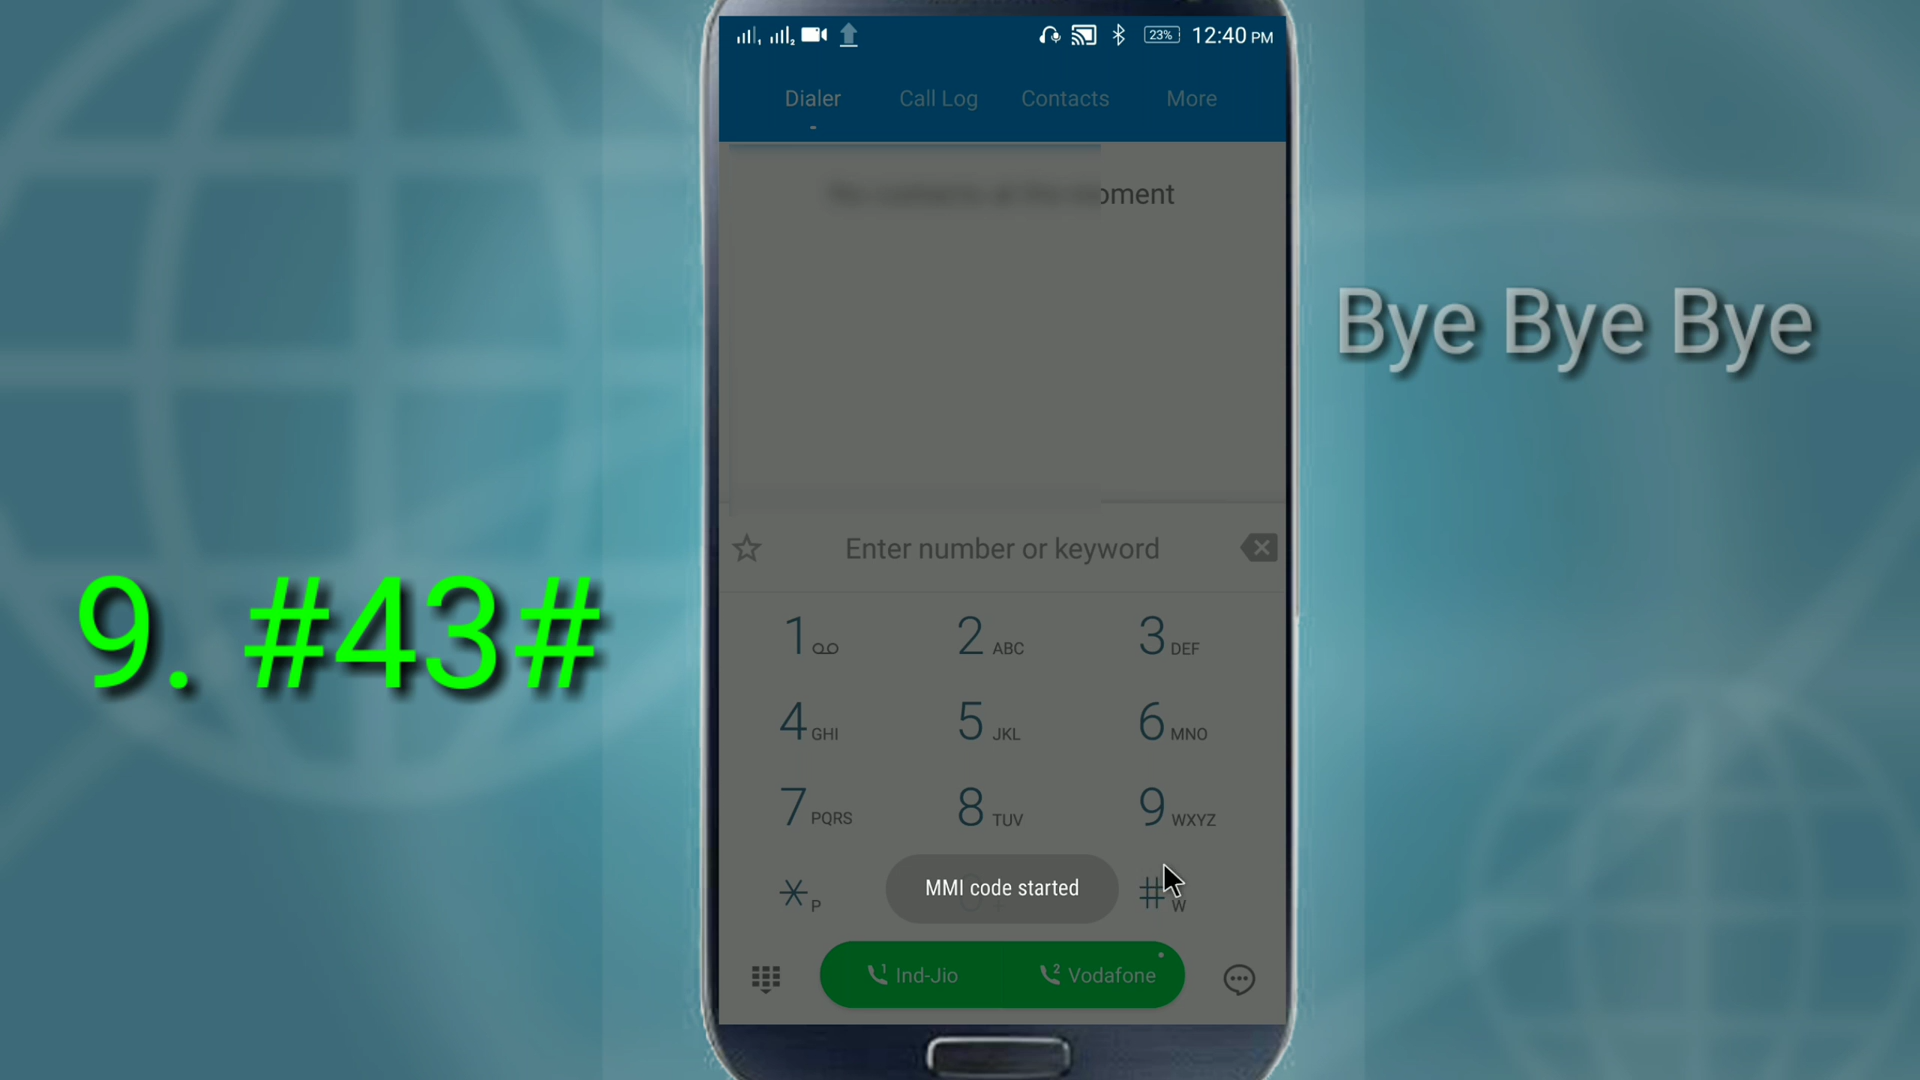 23% 12:40 PM
Dialer Call Log Contacts More
oment
Bye Bye Bye
Enter number or keyword
9. #43#
1 2 ABC 3 DEF
4 GHI 5 JKL 6 MNO
7 PQRS 8 TUV 9 WXYZ
* P MMI code started # W
1 Ind-Jio 2 Vodafone